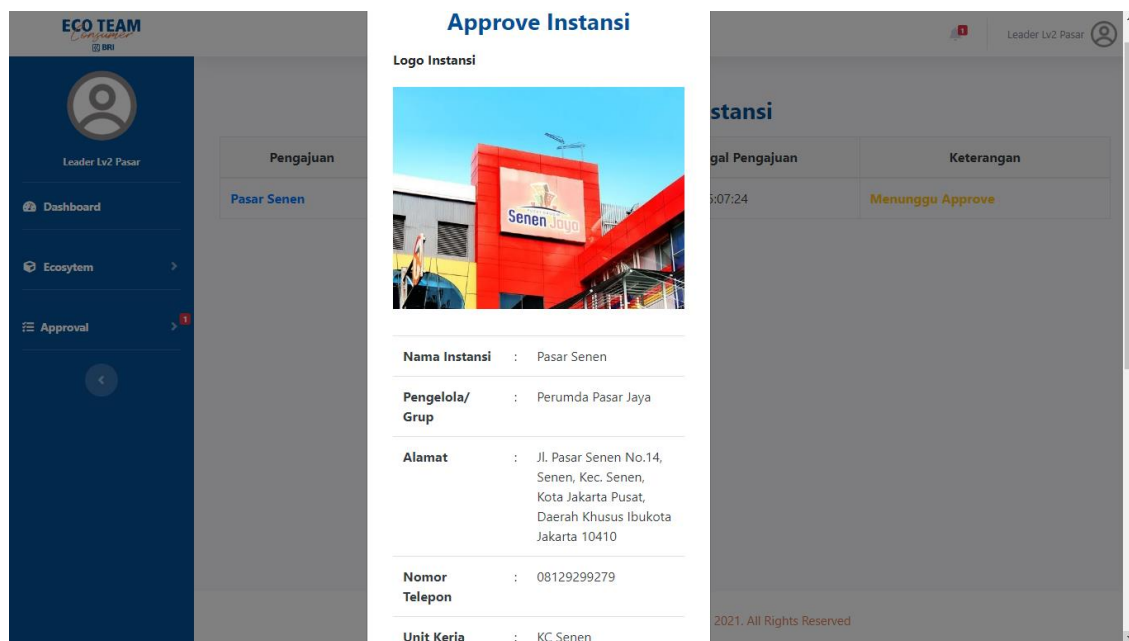 ECO TEAM
Consumer
BRI
Leader Lv2 Pasar
Dashboard
Ecosytem
Approval
1
Approve Instansi
Logo Instansi
Senen Jaya
Nama Instansi : Pasar Senen
Pengelola/ : Perumda Pasar Jaya
Grup
Alamat : Jl. Pasar Senen No.14,
Senen, Kec. Senen,
Kota Jakarta Pusat,
Daerah Khusus Ibukota
Jakarta 10410
Nomor : 08129299279
Telepon
Unit Kerja : KC Senen
1
Leader Lv2 Pasar
stansi
Pengajuan
gal Pengajuan
Keterangan
Pasar Senen
:07:24
Menunggu Approve
2021. All Rights Reserved